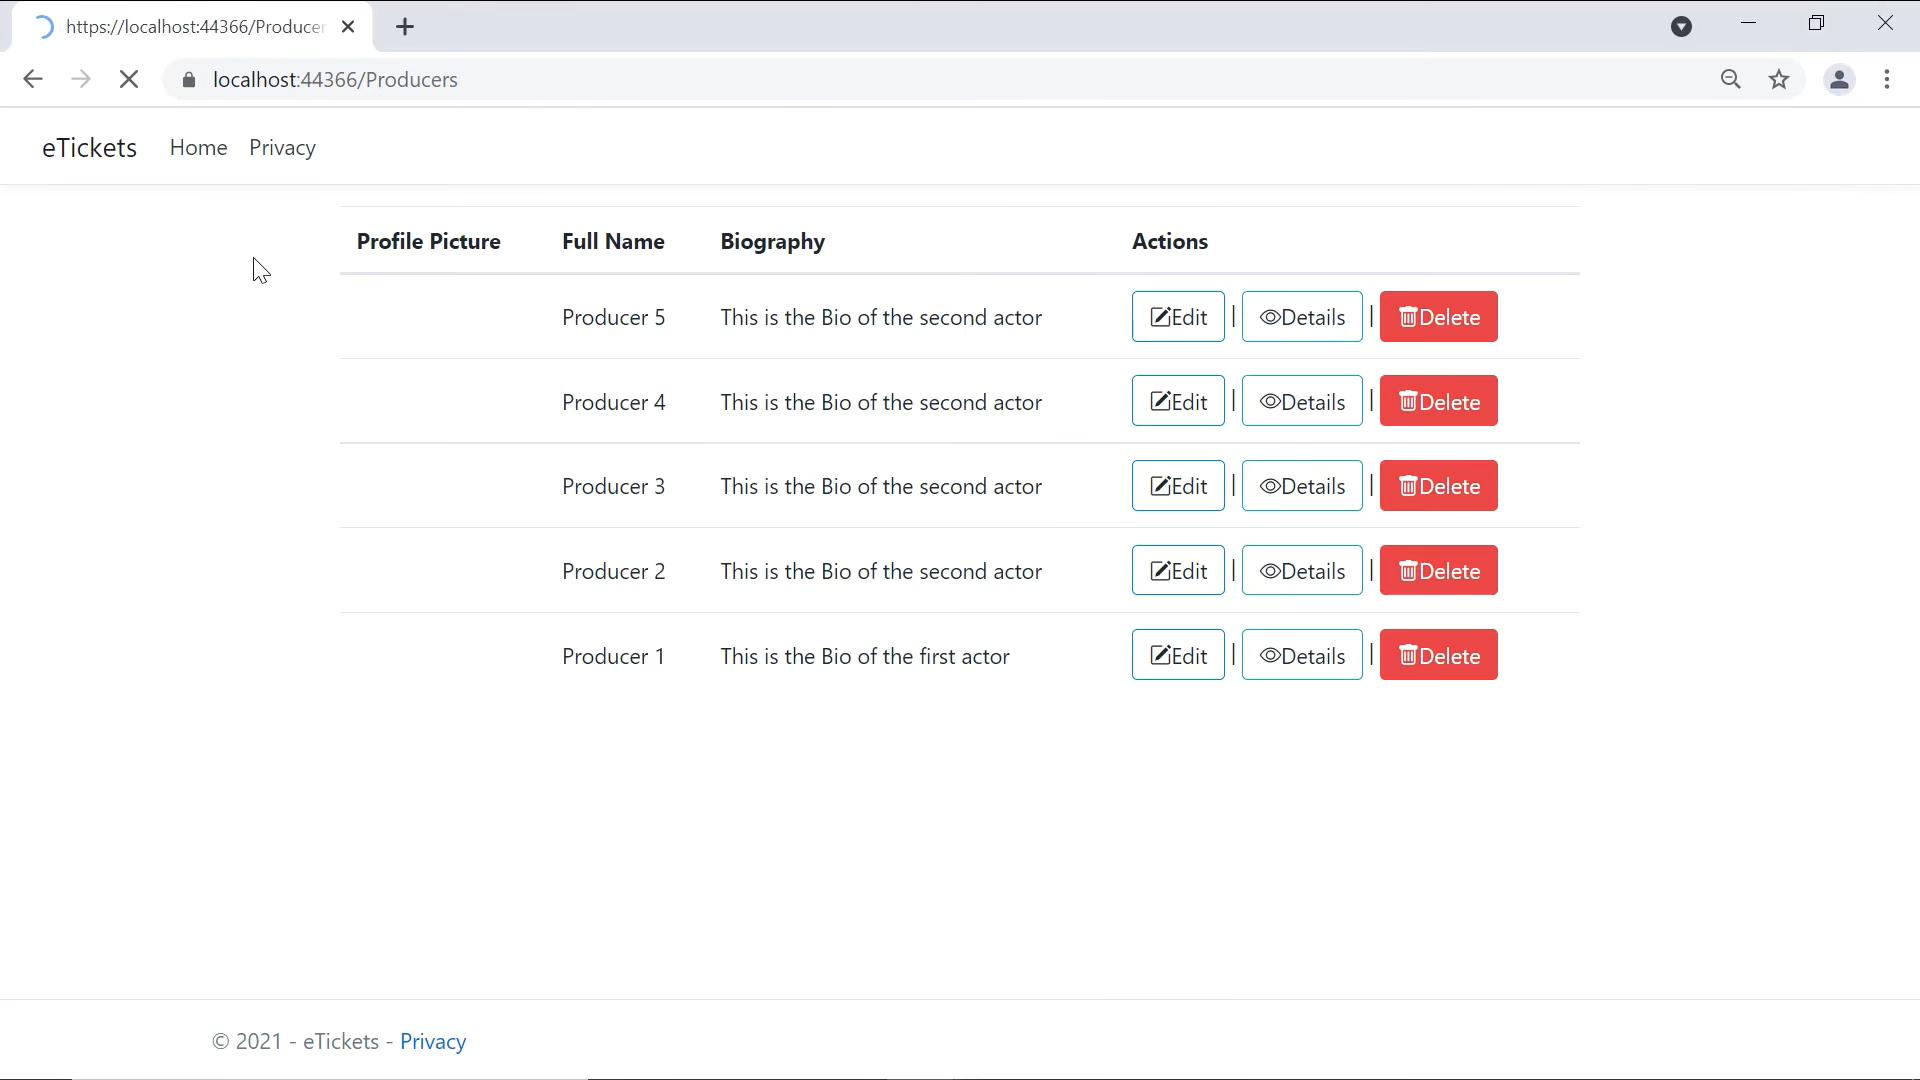 https://localhost:44366/Producer
localhost:44366/Producers
eTickets Home Privacy
Profile Picture Full Name Biography Actions
Producer 5 This is the Bio of the second actor Edit | Details | Delete
Producer 4 This is the Bio of the second actor Edit | Details | Delete
Producer 3 This is the Bio of the second actor Edit | Details | Delete
Producer 2 This is the Bio of the second actor Edit | Details | Delete
Producer 1 This is the Bio of the first actor Edit | Details | Delete
© 2021 - eTickets - Privacy